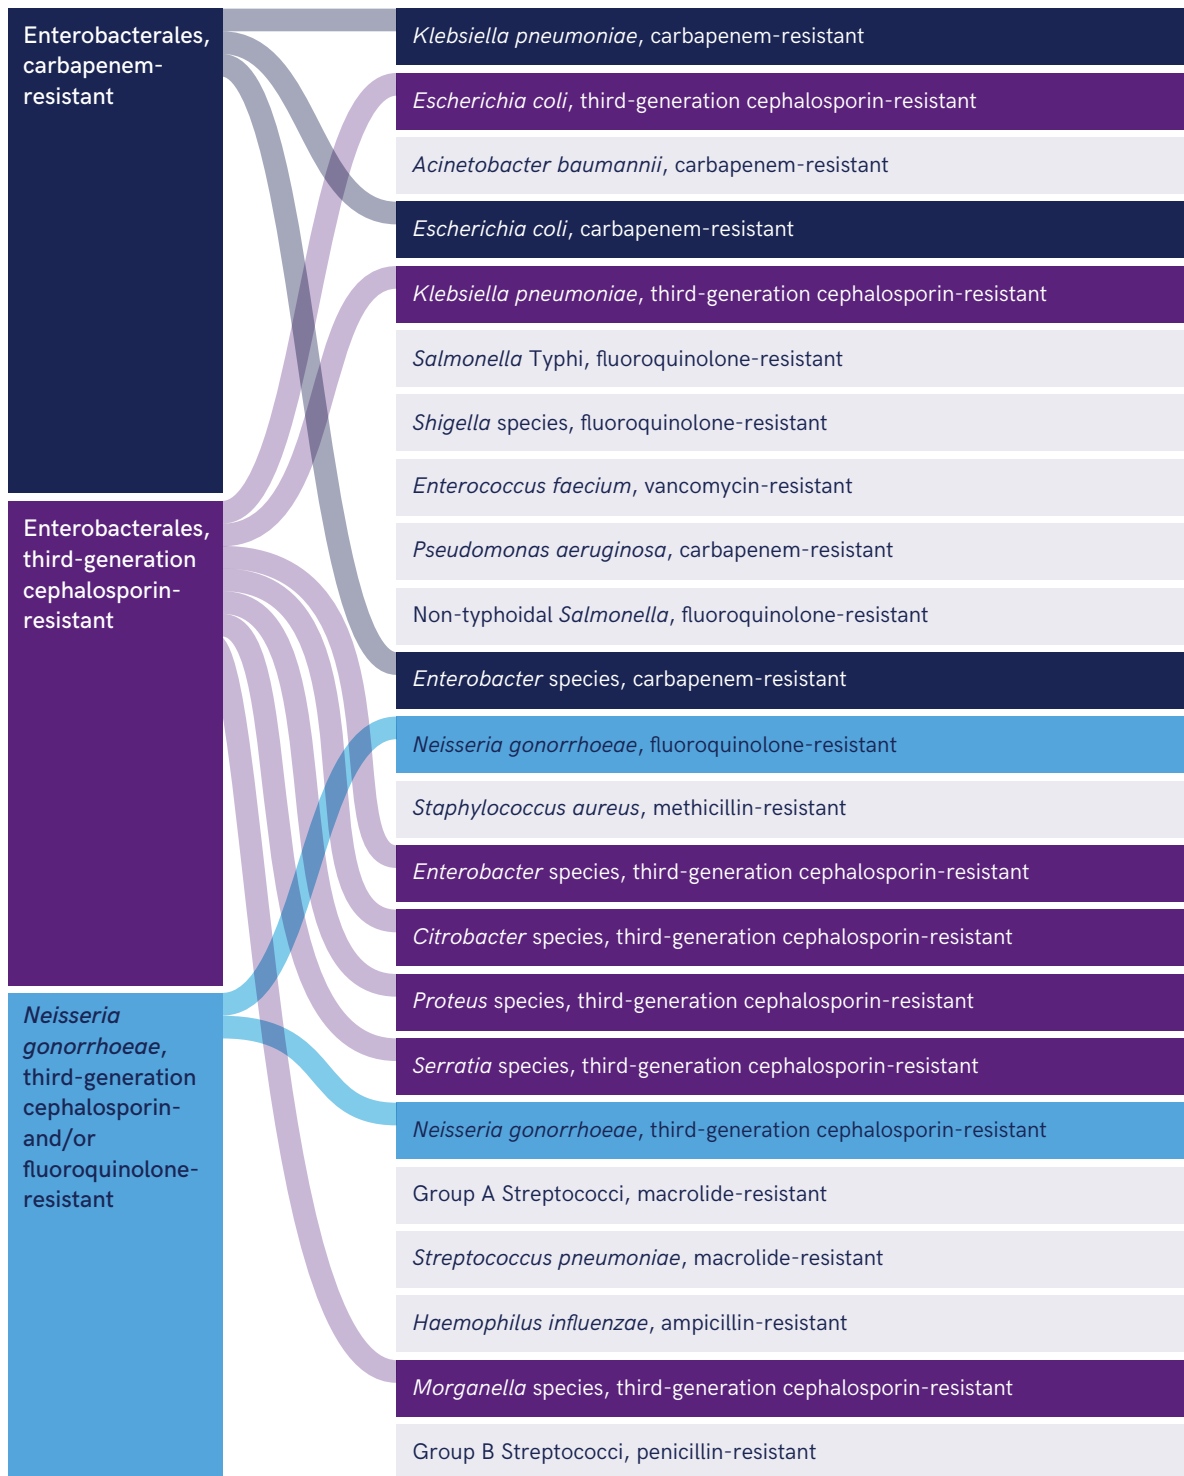 Enterobacterales,
carbapenem-
resistant
Enterobacterales,
third-generation
cephalosporin-
resistant
Neisseria
gonorrhoeae,
third-generation
cephalosporin-
and/or
fluoroquinolone-
resistant
Klebsiella pneumoniae, carbapenem-resistant
Escherichia coli, third-generation cephalosporin-resistant
Acinetobacter baumannii, carbapenem-resistant
Escherichia coli, carbapenem-resistant
Klebsiella pneumoniae, third-generation cephalosporin-resistant
Salmonella Typhi, fluoroquinolone-resistant
Shigella species, fluoroquinolone-resistant
Enterococcus faecium, vancomycin-resistant
Pseudomonas aeruginosa, carbapenem-resistant
Non-typhoidal Salmonella, fluoroquinolone-resistant
Enterobacter species, carbapenem-resistant
Neisseria gonorrhoeae, fluoroquinolone-resistant
Staphylococcus aureus, methicillin-resistant
Enterobacter species, third-generation cephalosporin-resistant
Citrobacter species, third-generation cephalosporin-resistant
Proteus species, third-generation cephalosporin-resistant
Serratia species, third-generation cephalosporin-resistant
Neisseria gonorrhoeae, third-generation cephalosporin-resistant
Group A Streptococci, macrolide-resistant
Streptococcus pneumoniae, macrolide-resistant
Haemophilus influenzae, ampicillin-resistant
Morganella species, third-generation cephalosporin-resistant
Group B Streptococci, penicillin-resistant